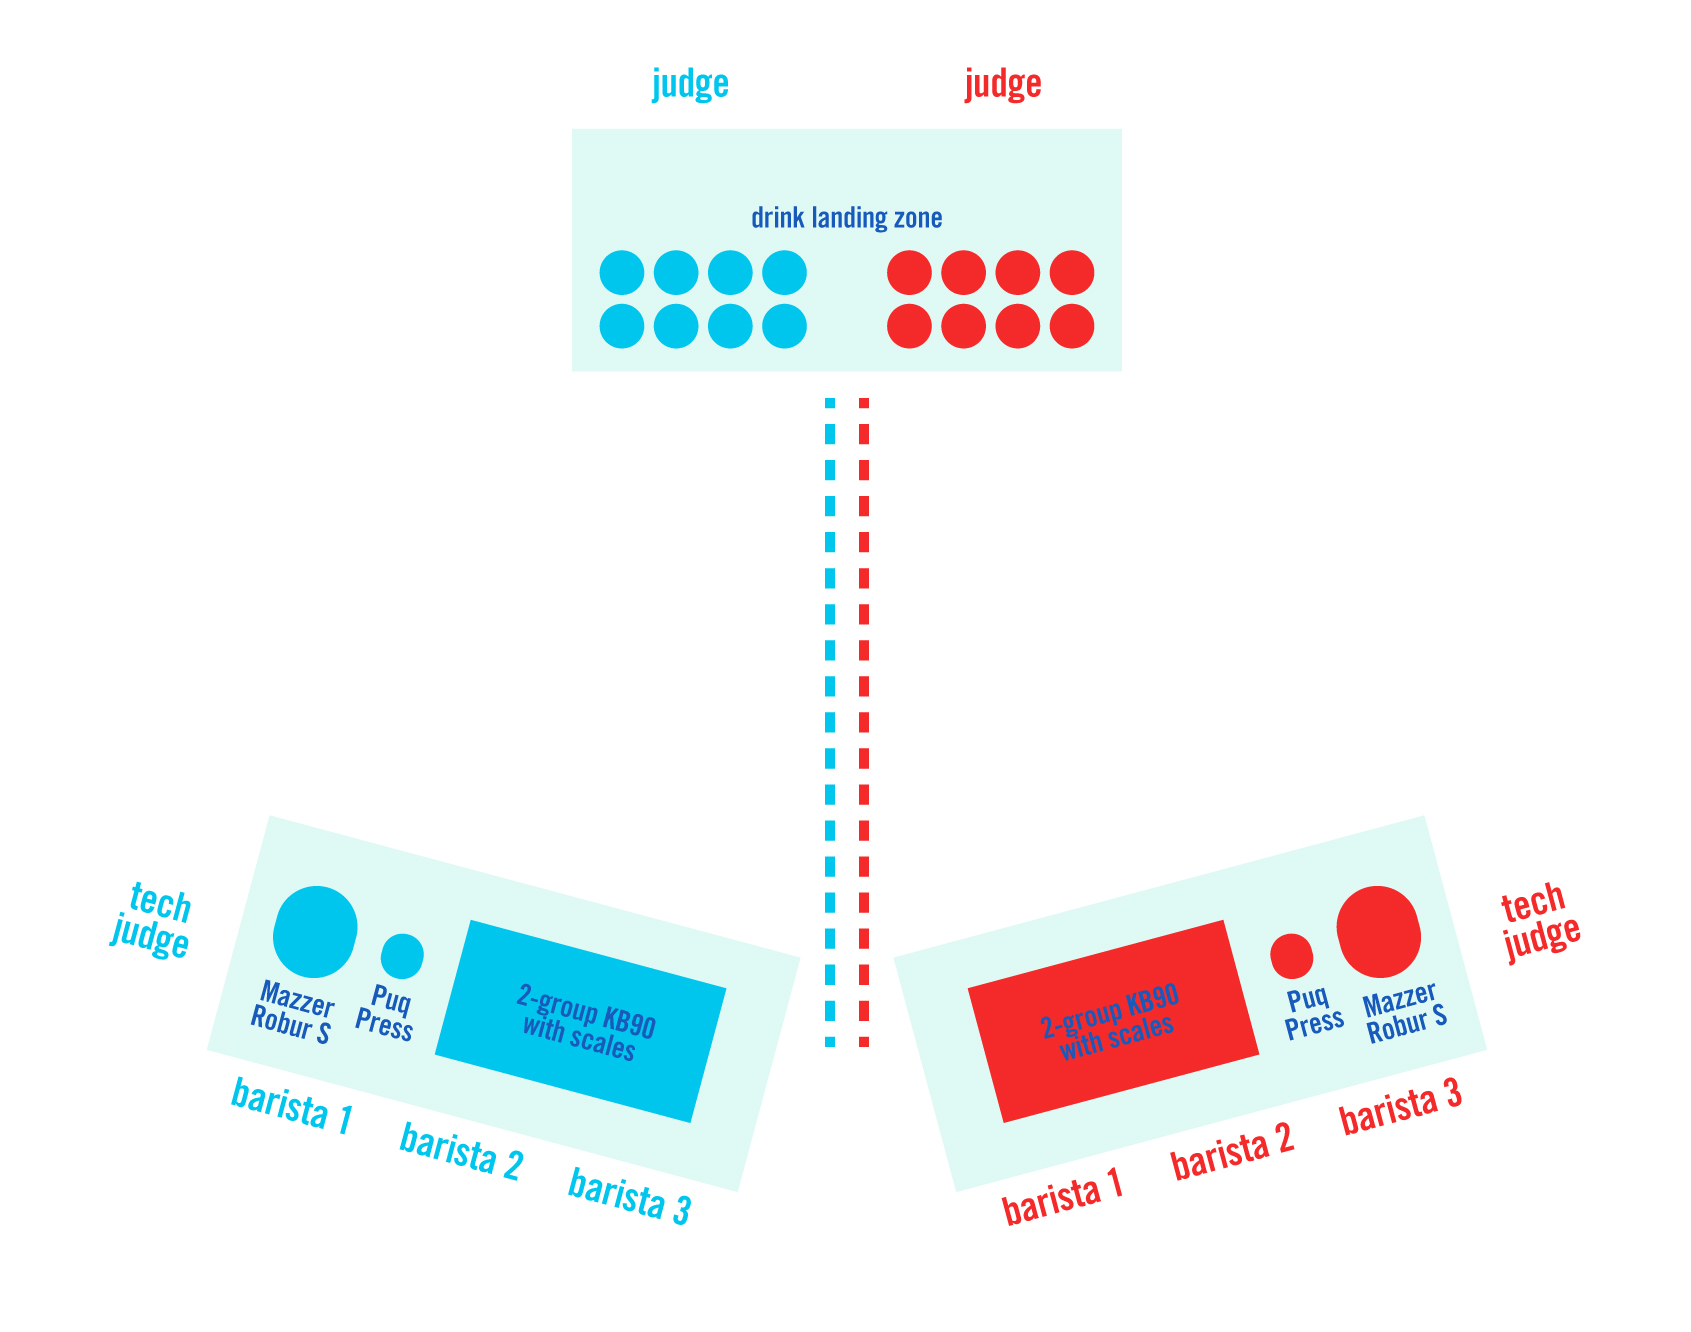 judge
judge
drink landing zone
tech
judge
Mazzer
Robur S
Puq
Press
2-group KB90
with scales
barista 1
barista 2
barista 3
2-group KB90
with scales
Puq
Press
Mazzer
Robur S
tech
judge
barista 1
barista 2
barista 3